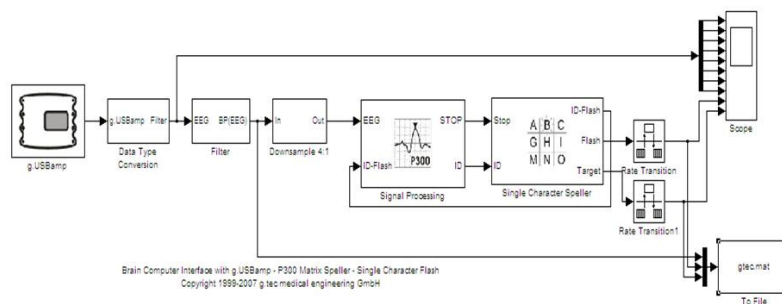 g.USBamp
g.USBamp Filter
Data Type
Conversion
EEG BP(EEG)
Filter
In Out
Downsample 4:1
EEG STOP
P300
ID-Flash ID
Signal Processing
Stop ID-Flash
A B C
G H I
M N O
Flash
ID Target
Single Character Speller
Rate Transition
Rate Transition1
Scope
gtec.mat
To File
Brain Computer Interface with g.USBamp - P300 Matrix Speller - Single Character Flash
Copyright 1999-2007 g.tec medical engineering GmbH